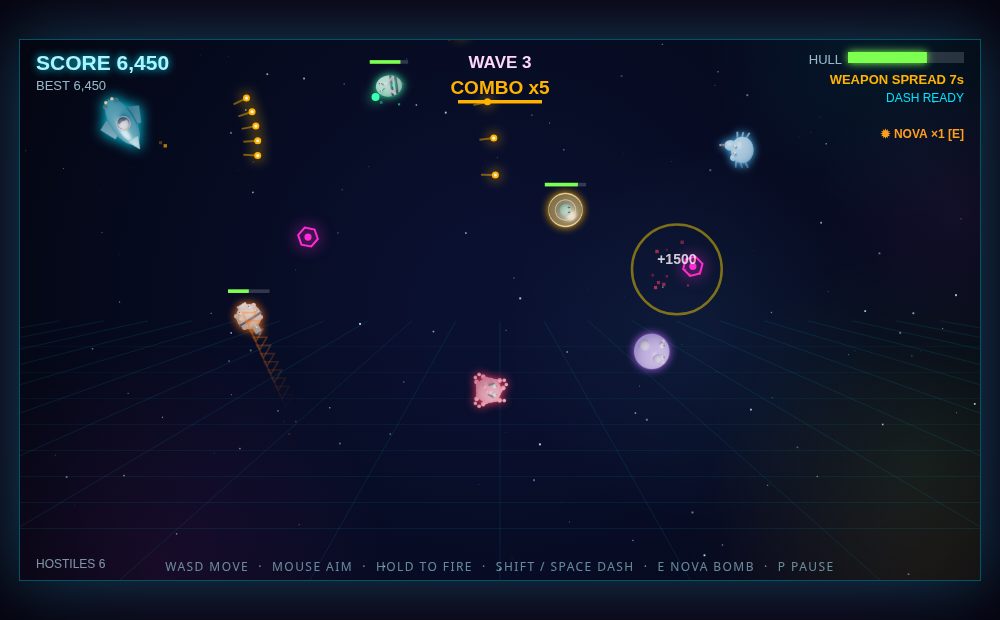 SCORE 6,450
BEST 6,450
WAVE 3
COMBO x5
HULL
WEAPON SPREAD 7s
DASH READY
✹ NOVA ×1 [E]
+1500
HOSTILES 6
WASD MOVE · MOUSE AIM · HOLD TO FIRE · SHIFT / SPACE DASH · E NOVA BOMB · P PAUSE